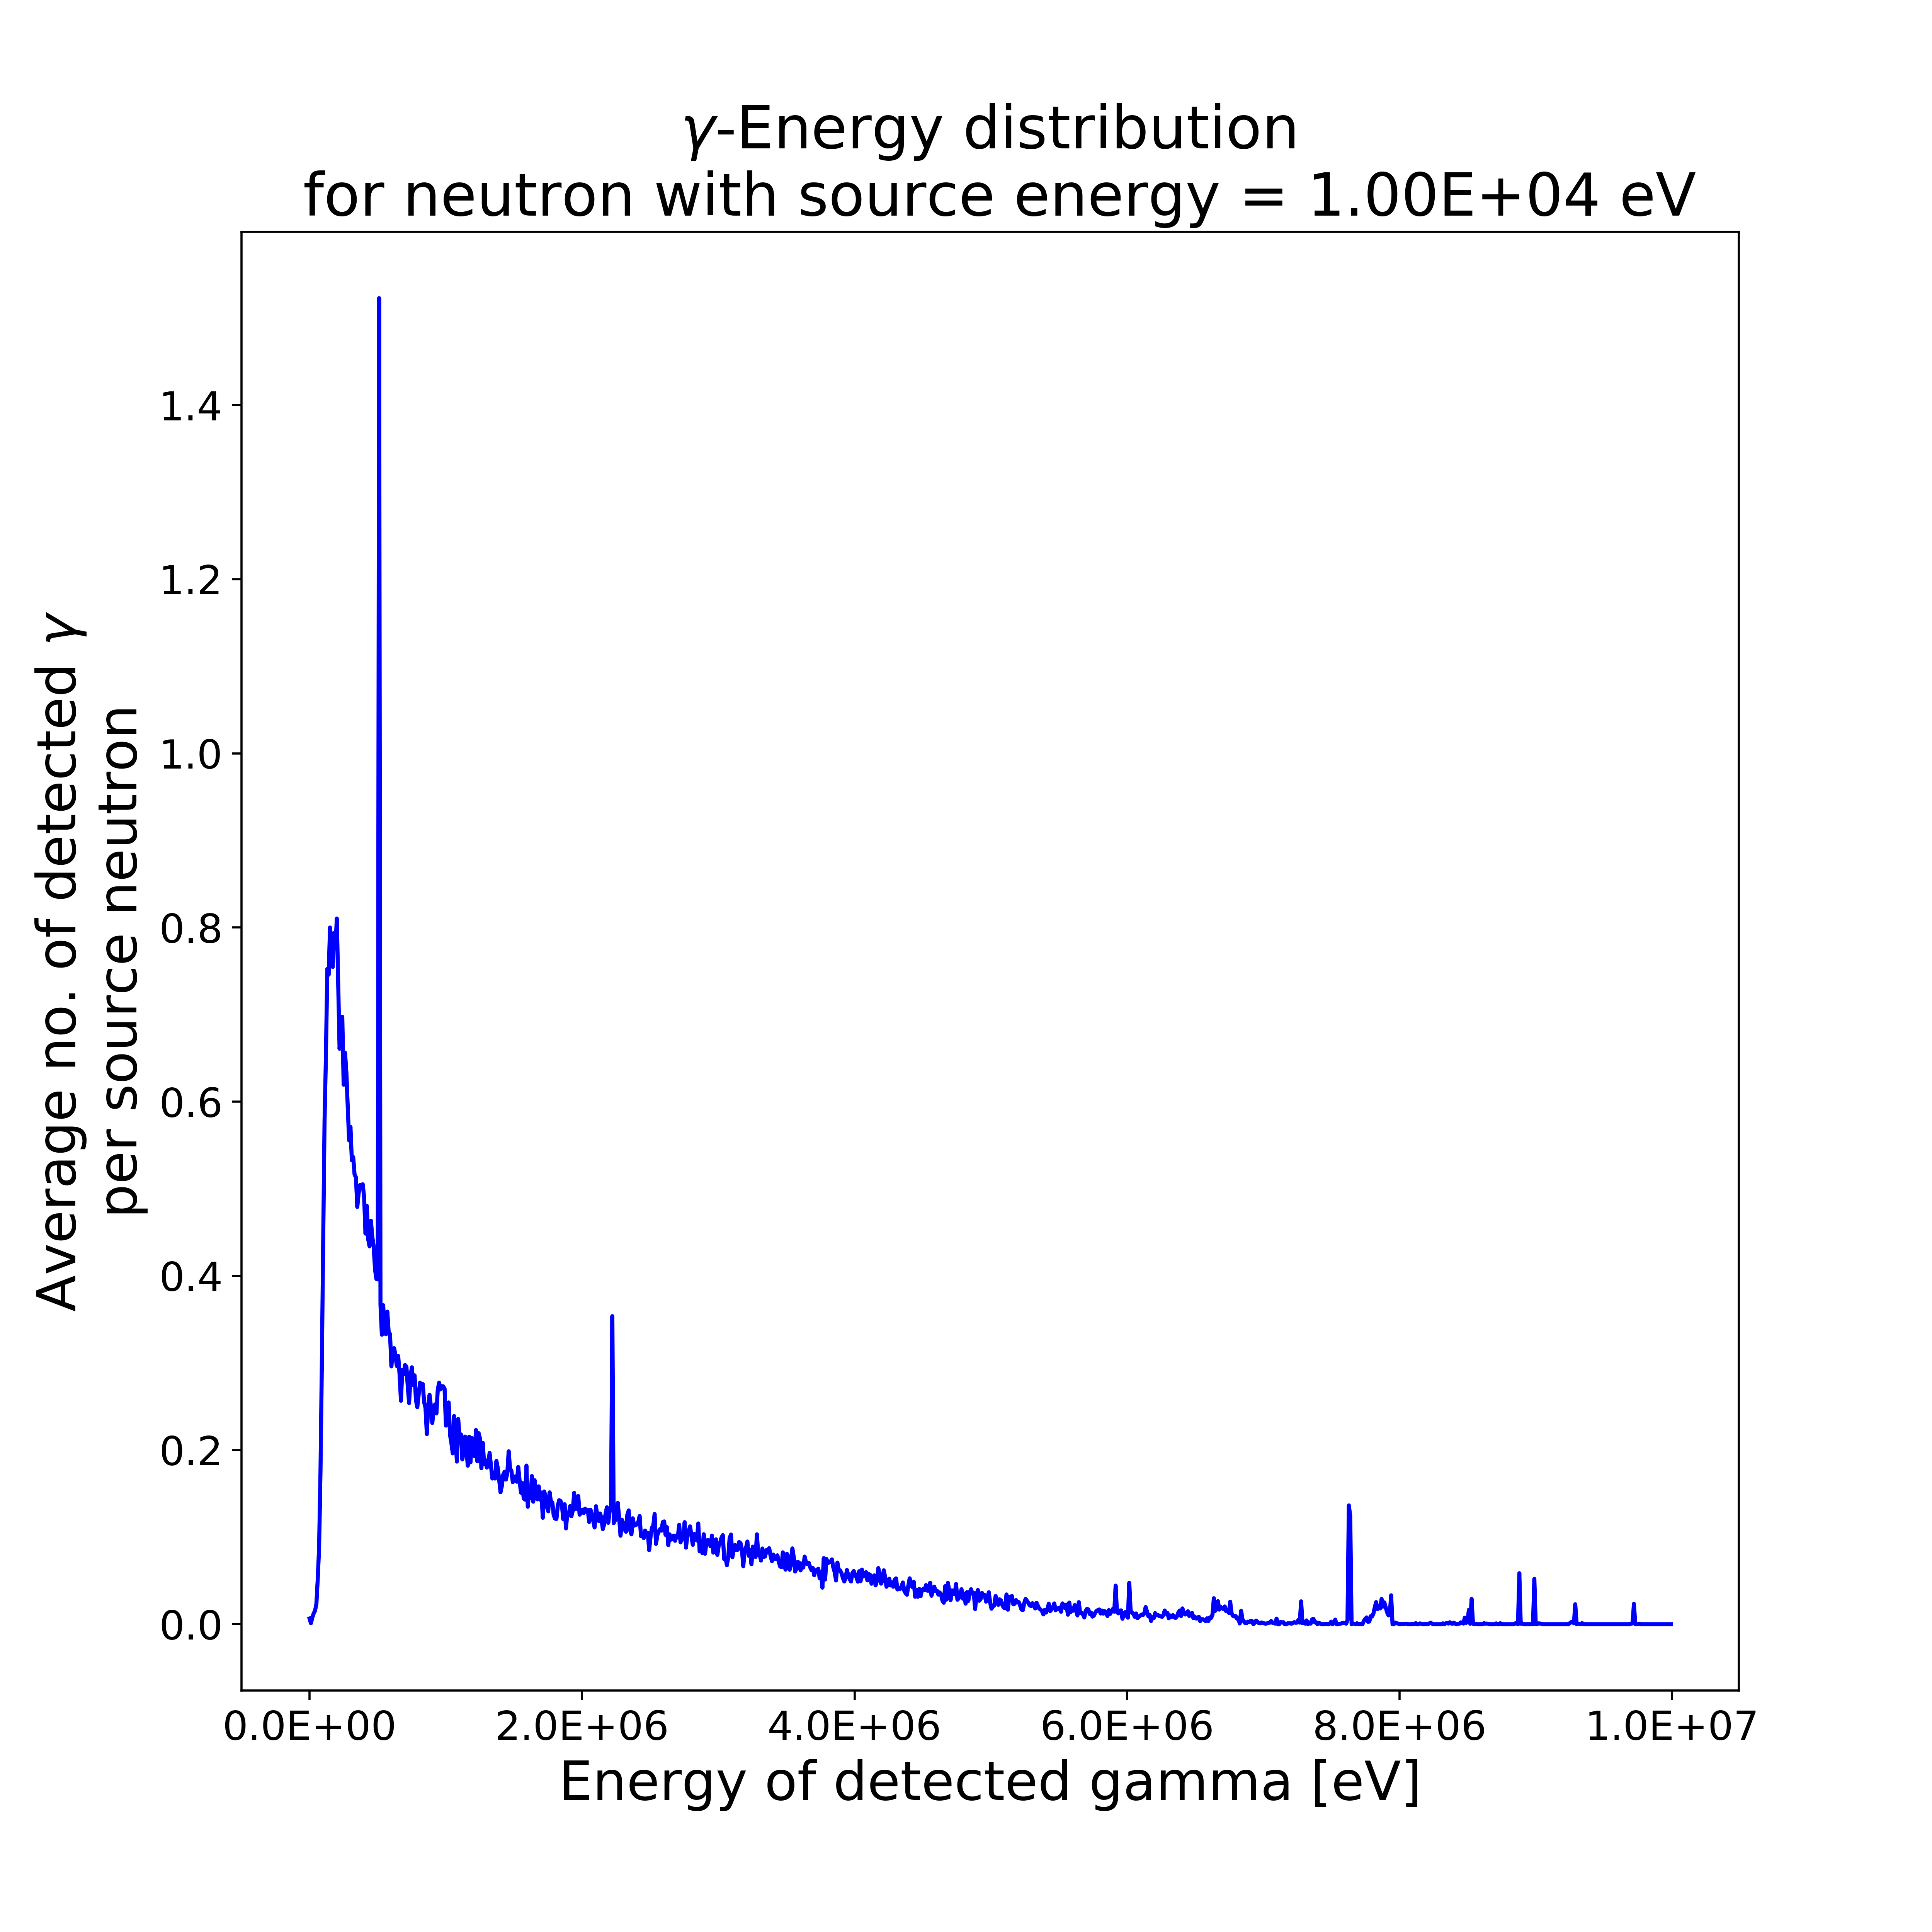 γ-Energy distribution
for neutron with source energy = 1.00E+04 eV
Average no. of detected γ
per source neutron
1.4
1.2
1.0
0.8
0.6
0.4
0.2
0.0
0.0E+00 2.0E+06 4.0E+06 6.0E+06 8.0E+06 1.0E+07
Energy of detected gamma [eV]